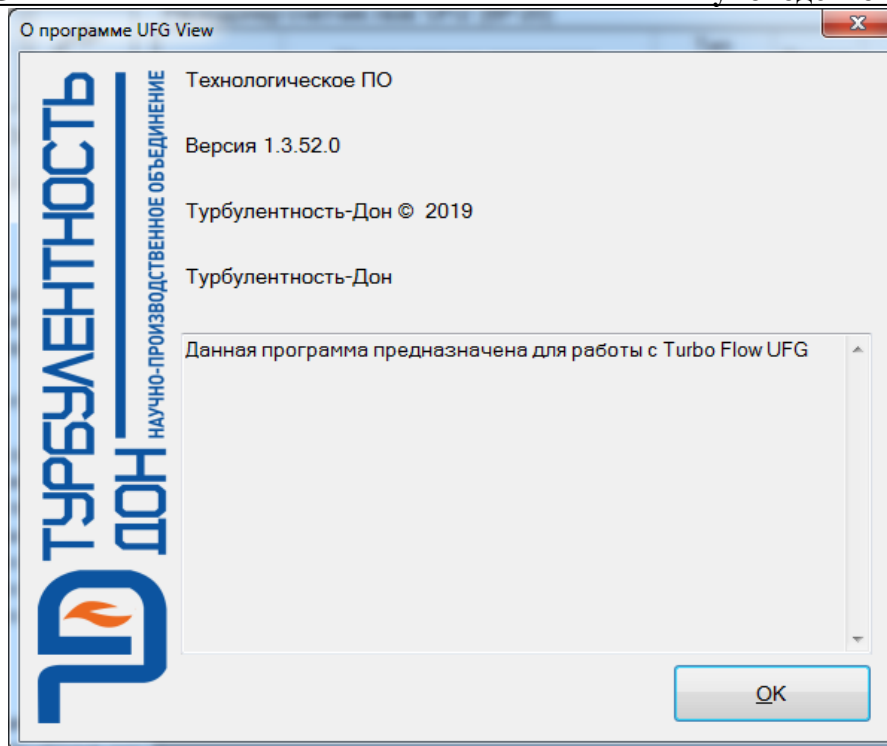 О программе UFG View
ТУРБУЛЕНТНОСТЬ
ДОН
НАУЧНО-ПРОИЗВОДСТВЕННОЕ ОБЪЕДИНЕНИЕ
Технологическое ПО
Версия 1.3.52.0
Турбулентность-Дон © 2019
Турбулентность-Дон
Данная программа предназначена для работы с Turbo Flow UFG
OK